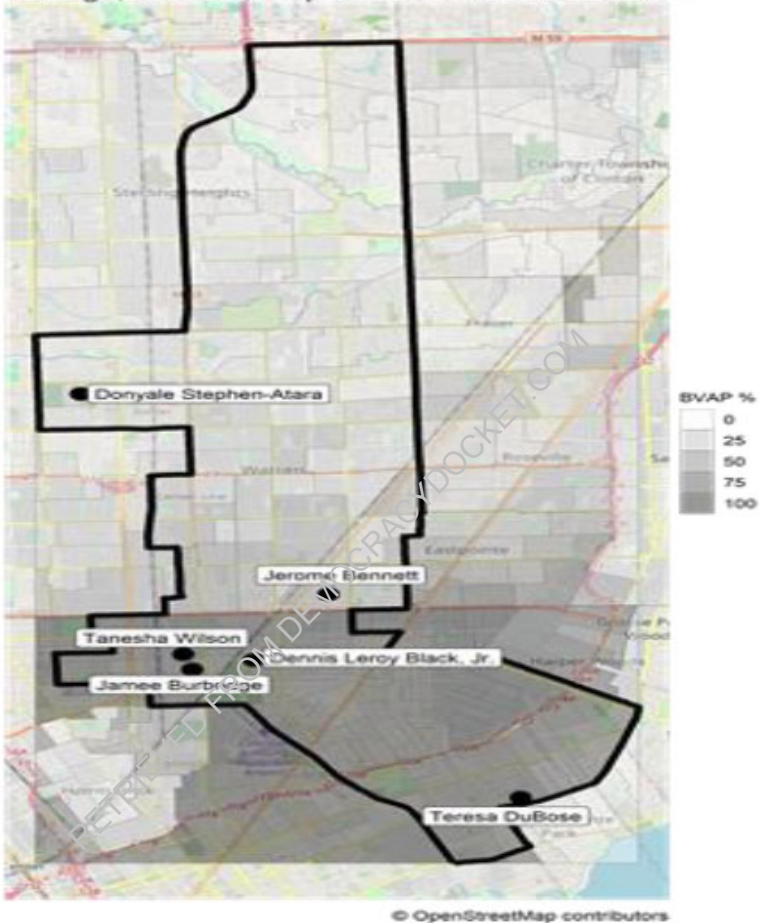 M 59
Charter Township
of Clinton
Sterling Heights
Fraser
Donyale Stephen-Atara
BVAP %
0
25
50
75
100
Warren
Roseville
Eastpointe
Jerome Bennett
Tanesha Wilson
Dennis Leroy Black, Jr.
Harper Woods
Jamee Burbridge
Teresa DuBose
Park
RETRIEVED FROM DEMOCRACYDOCKET.COM
© OpenStreetMap contributors